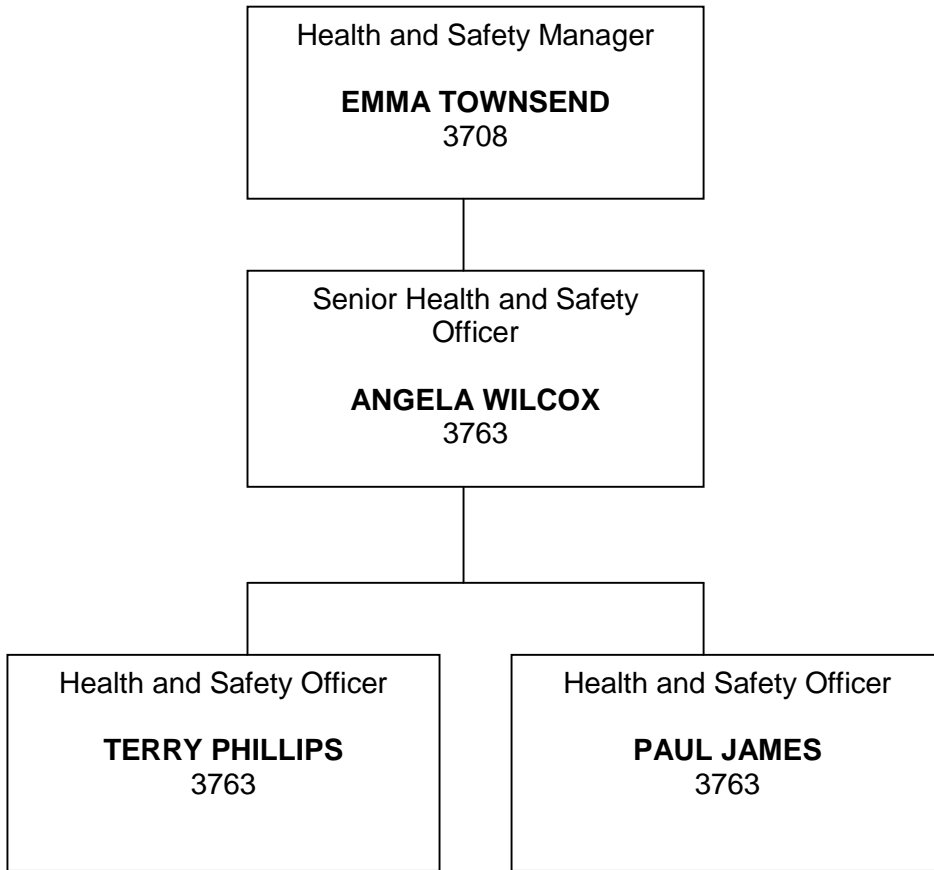 Health and Safety Manager
EMMA TOWNSEND
3708
Senior Health and Safety
Officer
ANGELA WILCOX
3763
Health and Safety Officer
TERRY PHILLIPS
3763
Health and Safety Officer
PAUL JAMES
3763